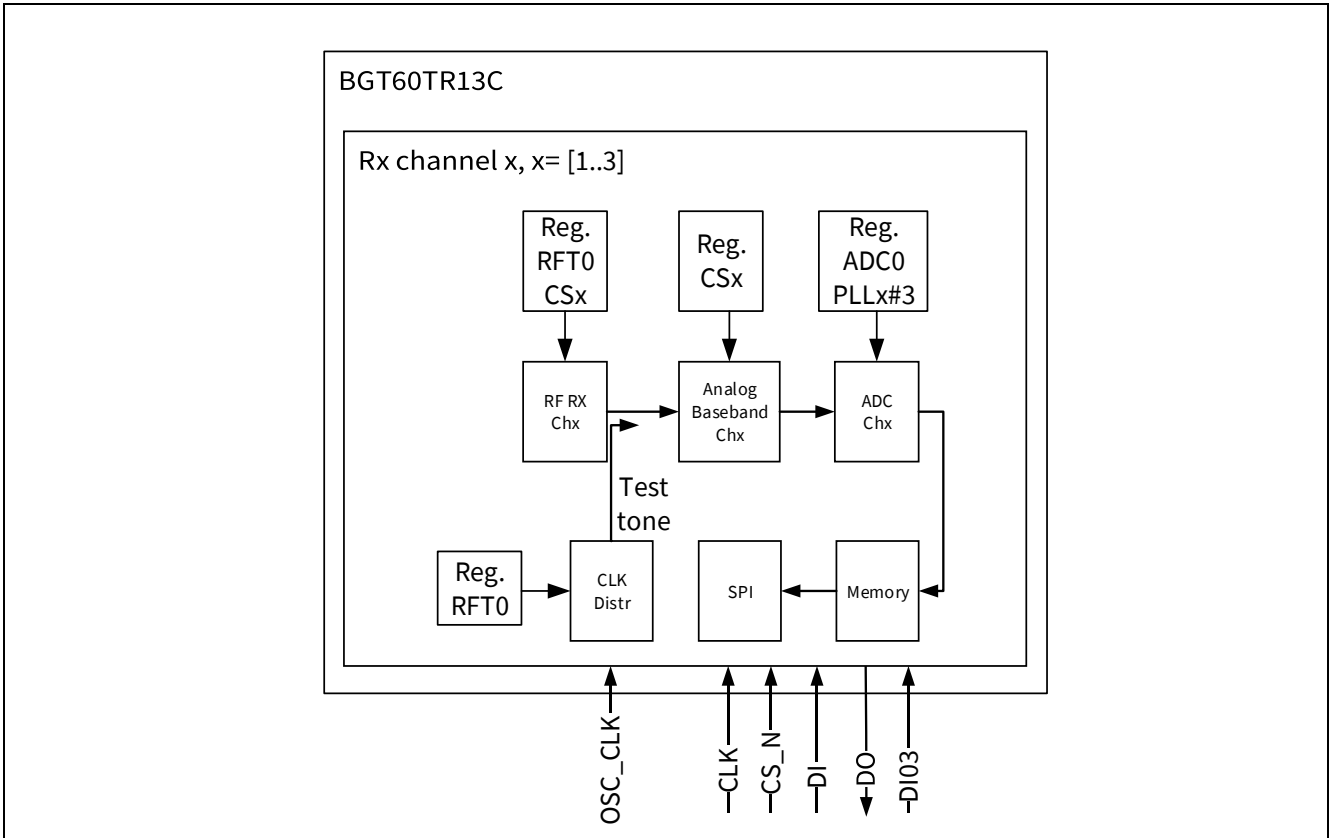 BGT60TR13C
Rx channel x, x= [1..3]
Reg.
RFT0
CSx
Reg.
CSx
Reg.
ADC0
PLLx#3
RF RX
Chx
Analog
Baseband
Chx
ADC
Chx
Test
tone
Reg.
RFT0
CLK
Distr
SPI
Memory
OSC_CLK
CLK
CS_N
DI
DO
DI03